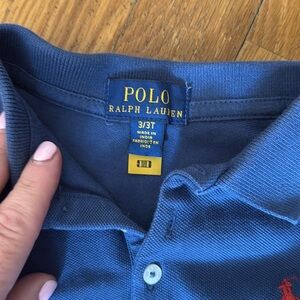 POLO
RALPH LAUREN
3/3T
MADE IN
INDIA
FABRIQUÉ EN
INDE